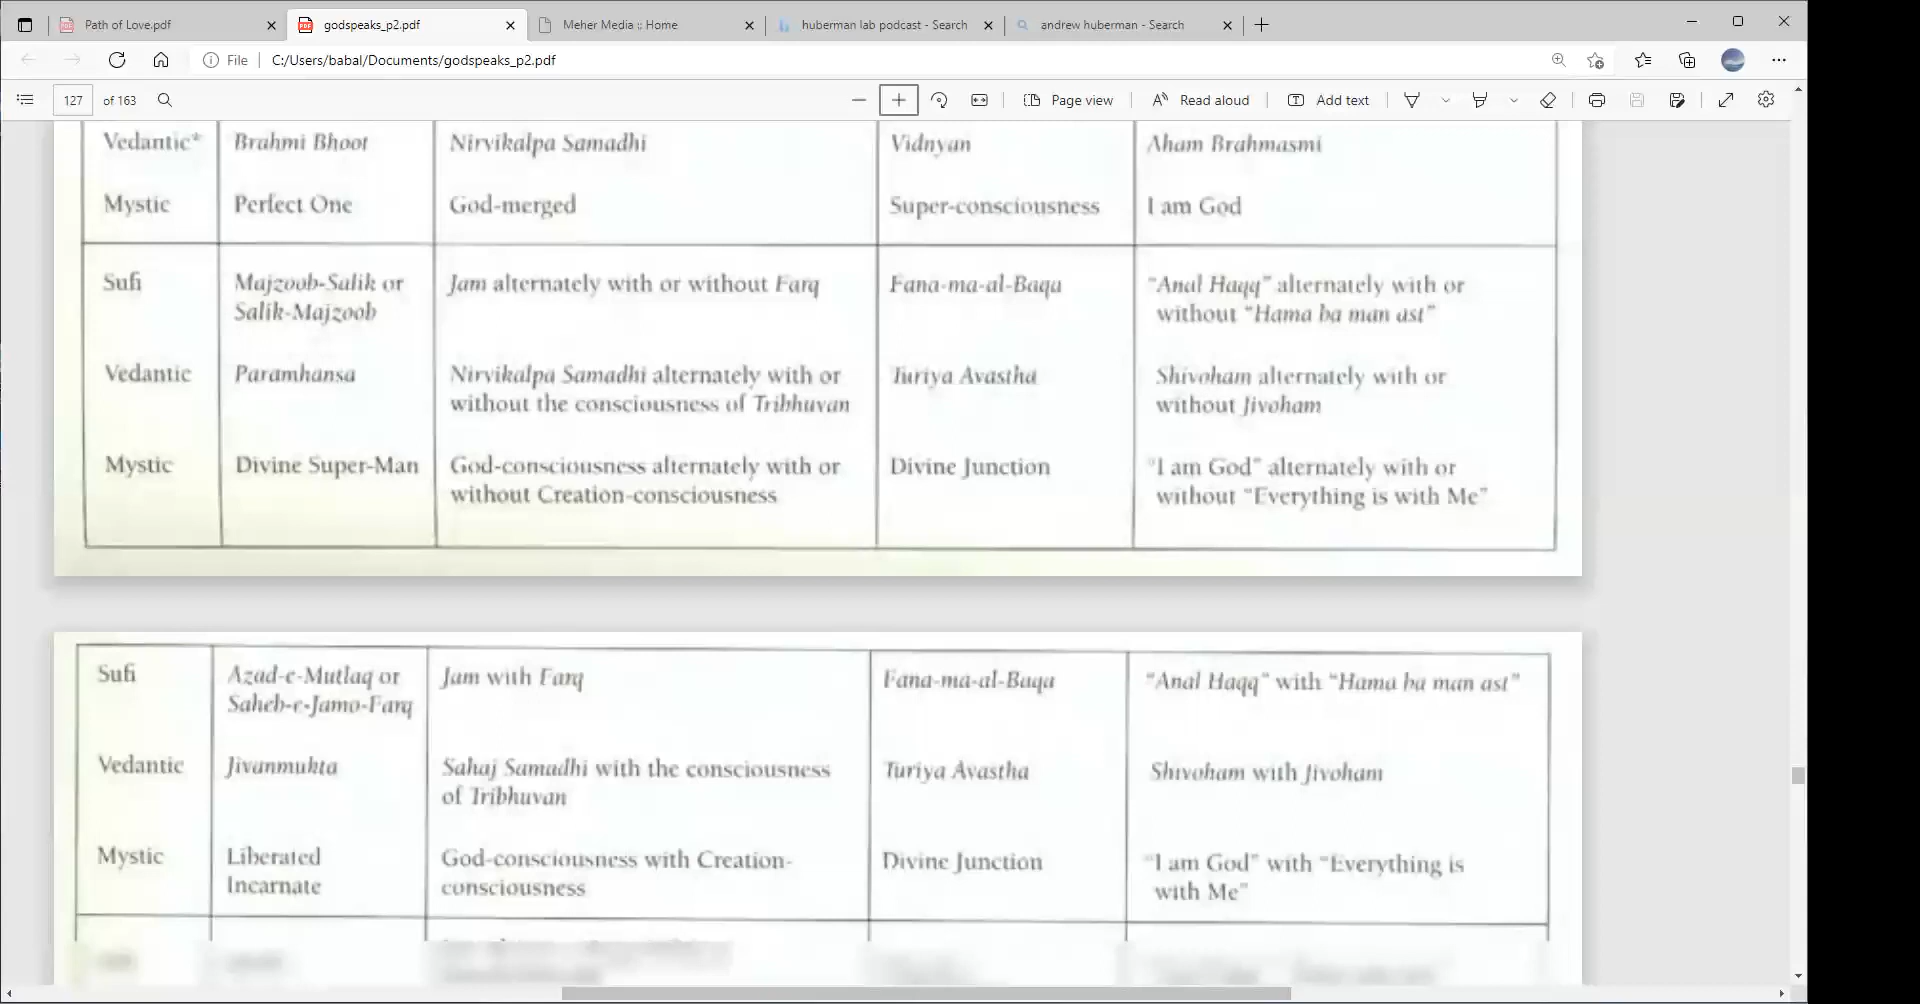 Path of Love.pdf
godspeaks_p2.pdf
Meher Media :: Home
huberman lab podcast - Search
andrew huberman - Search
File C:/Users/babal/Documents/godspeaks_p2.pdf
127 of 163
Page view
Read aloud
Add text
Vedantic* Brahmi Bhoot Nirvikalpa Samadhi Vidnyan Aham Brahmasmi
Mystic Perfect One God-merged Super-consciousness I am God
Sufi Majzoob-Salik or Jam alternately with or without Farq Fana-ma-al-Baqa "Anal Haqq" alternately with or
Salik-Majzoob without "Hama ba man ast"
Vedantic Paramhansa Nirvikalpa Samadhi alternately with or Turiya Avastha Shivoham alternately with or
without the consciousness of Tribhuvan without Jivoham
Mystic Divine Super-Man God-consciousness alternately with or Divine Junction "I am God" alternately with or
without Creation-consciousness without "Everything is with Me"
Sufi Azad-e-Mutlaq or Jam with Farq Fana-ma-al-Baqa "Anal Haqq" with "Hama ba man ast"
Saheb-e-Jamo-Farq
Vedantic Jivanmukta Sahaj Samadhi with the consciousness Turiya Avastha Shivoham with Jivoham
of Tribhuvan
Mystic Liberated God-consciousness with Creation- Divine Junction "I am God" with "Everything is
Incarnate consciousness with Me"